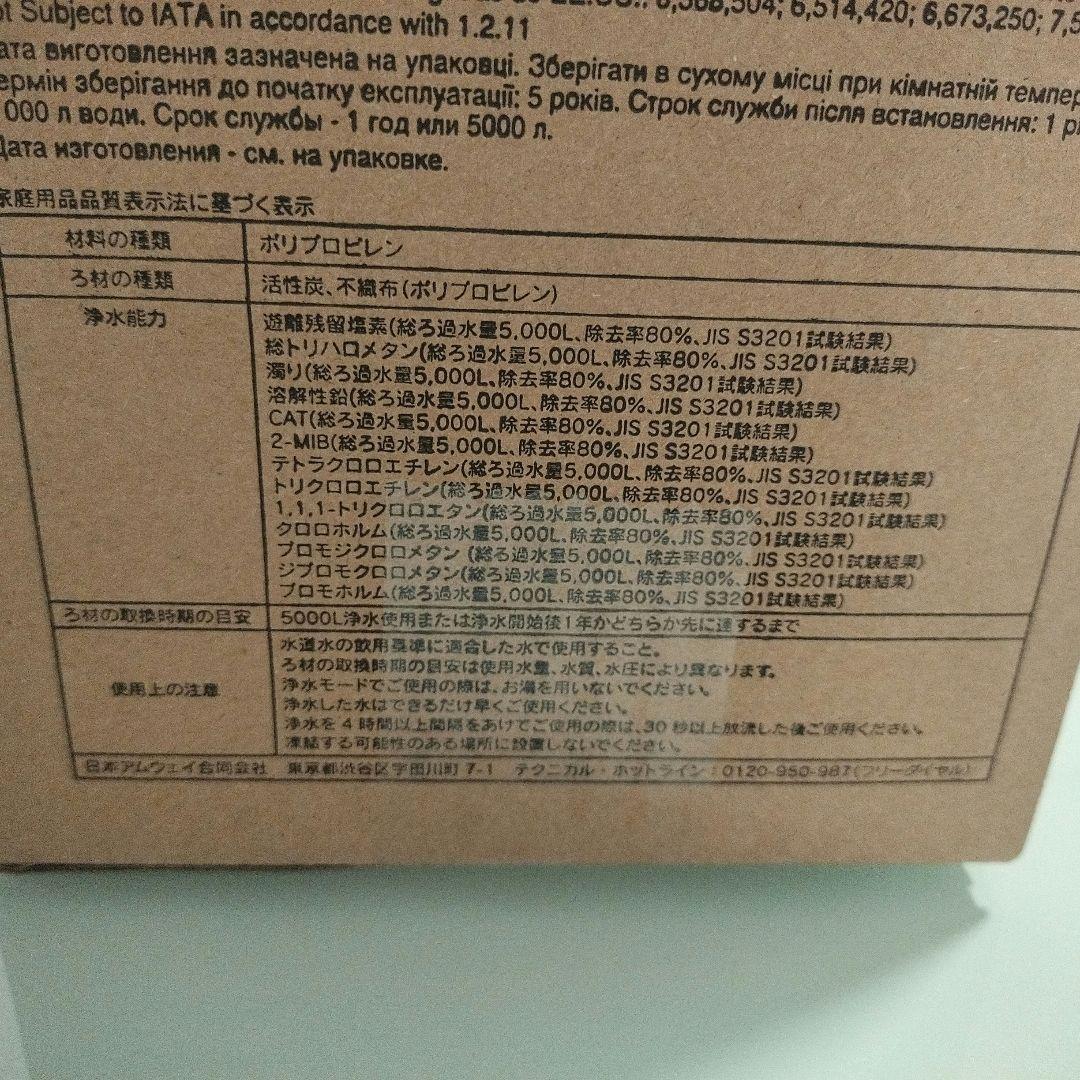 Subject to IATA in accordance with 1.2.11
6,514,420; 6,673,250;
виготовлення зазначена на упаковці. Зберігати в сухому місці при кімнатній
зберігання до початку експлуатації: 5 років. Строк служби після встановлення: 1
000 л води. Срок службы - 1 год или 5000 л.
Дата изготовления - см. на упаковке.
家庭用品品質表示法に基づく表示
材料の種類 ポリプロピレン
ろ材の種類 活性炭、不織布(ポリプロピレン)
浄水能力 遊離残留塩素(総ろ過水量5,000L、除去率80%、JIS S3201試験結果)
総トリハロメタン(総ろ過水量5,000L、除去率80%、JIS S3201試験結果)
濁り(総ろ過水量5,000L、除去率80%、JIS S3201試験結果)
溶解性鉛(総ろ過水量5,000L、除去率80%、JIS S3201試験結果)
CAT(総ろ過水量5,000L、除去率80%、JIS S3201試験結果)
2-MIB(総ろ過水量5,000L、除去率80%、JIS S3201試験結果)
テトラクロロエチレン(総ろ過水量5,000L、除去率80%、JIS S3201試験結果)
トリクロロエチレン(総ろ過水量5,000L、除去率80%、JIS S3201試験結果)
1,1,1-トリクロロエタン(総ろ過水量5,000L、除去率80%、JIS S3201試験結果)
クロロホルム(総ろ過水量5,000L、除去率80%、JIS S3201試験結果)
ブロモジクロロメタン(総ろ過水量5,000L、除去率80%、JIS S3201試験結果)
ジブロモクロロメタン(総ろ過水量5,000L、除去率80%、JIS S3201試験結果)
ブロモホルム(総ろ過水量5,000L、除去率80%、JIS S3201試験結果)
ろ材の取換時期の目安 5000L浄水使用または浄水開始後1年かどちらか先に達するまで
使用上の注意 水道水の飲用基準に適合した水で使用すること。
ろ材の取換時期の目安は使用水量、水質、水圧により異なります。
浄水モードでご使用の際は、お湯を用いないでください。
浄水した水はできるだけ早くご使用ください。
浄水を4時間以上間隔をあけてご使用の際は、30秒以上放流した後ご使用ください。
凍結する可能性のある場所に設置しないでください。
日本アムウェイ合同会社 東京都渋谷区宇田川町7-1 テクニカル・ホットライン:0120-950-987(フリーダイヤル)